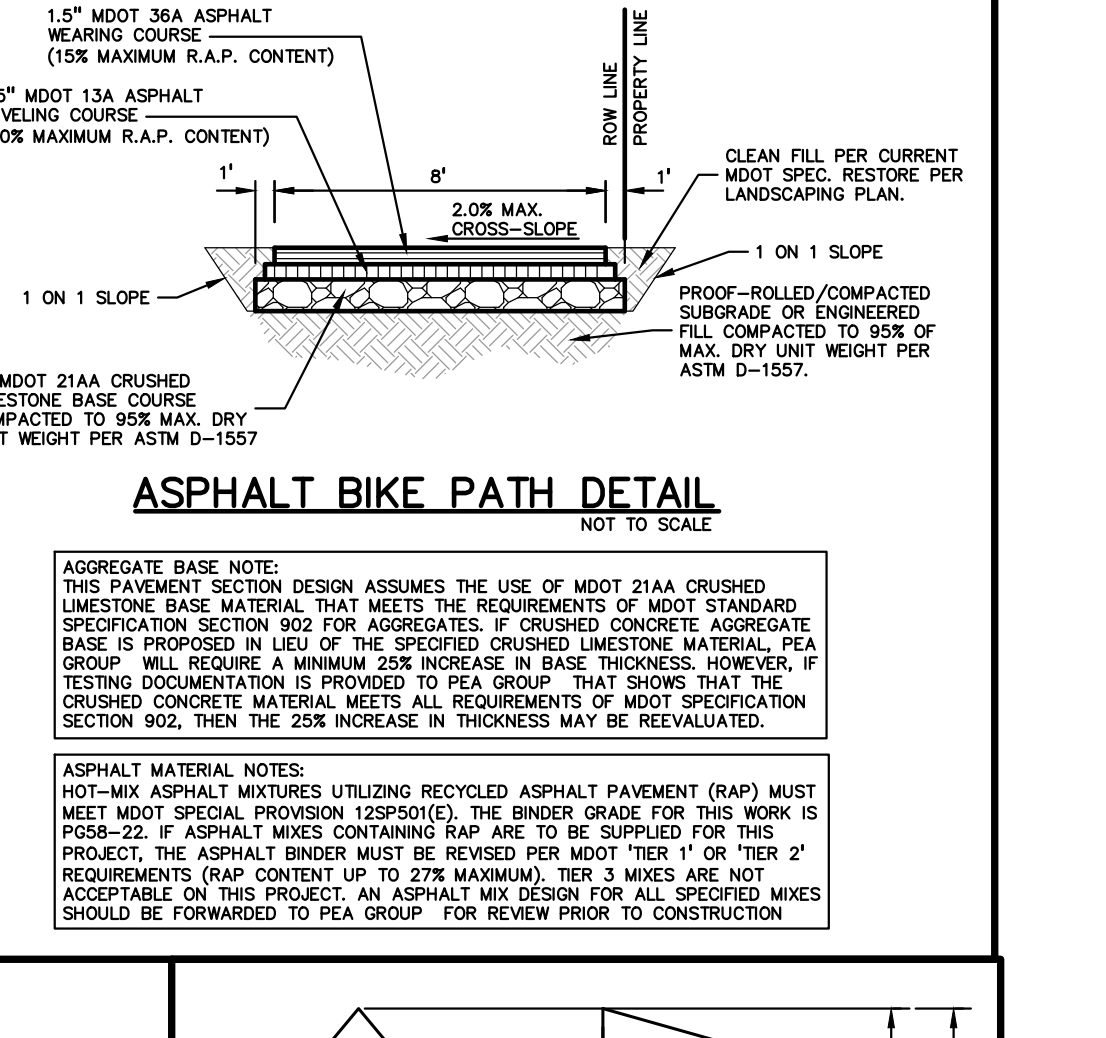 1.5" MDOT 36A ASPHALT
WEARING COURSE
(15% MAXIMUM R.A.P. CONTENT)
5" MDOT 13A ASPHALT
VELING COURSE
0% MAXIMUM R.A.P. CONTENT)
ROW LINE
PROPERTY LINE
CLEAN FILL PER CURRENT
MDOT SPEC. RESTORE PER
LANDSCAPING PLAN.
1'
8'
1'
2.0% MAX.
CROSS-SLOPE
1 ON 1 SLOPE
1 ON 1 SLOPE
PROOF-ROLLED/COMPACTED
SUBGRADE OR ENGINEERED
FILL COMPACTED TO 95% OF
MAX. DRY UNIT WEIGHT PER
ASTM D-1557.
MDOT 21AA CRUSHED
ESTONE BASE COURSE
MPACTED TO 95% MAX. DRY
T WEIGHT PER ASTM D-1557
ASPHALT BIKE PATH DETAIL
NOT TO SCALE
AGGREGATE BASE NOTE:
THIS PAVEMENT SECTION DESIGN ASSUMES THE USE OF MDOT 21AA CRUSHED
LIMESTONE BASE MATERIAL THAT MEETS THE REQUIREMENTS OF MDOT STANDARD
SPECIFICATION SECTION 902 FOR AGGREGATES. IF CRUSHED CONCRETE AGGREGATE
BASE IS PROPOSED IN LIEU OF THE SPECIFIED CRUSHED LIMESTONE MATERIAL, PEA
GROUP WILL REQUIRE A MINIMUM 25% INCREASE IN BASE THICKNESS. HOWEVER, IF
TESTING DOCUMENTATION IS PROVIDED TO PEA GROUP THAT SHOWS THAT THE
CRUSHED CONCRETE MATERIAL MEETS ALL REQUIREMENTS OF MDOT SPECIFICATION
SECTION 902, THEN THE 25% INCREASE IN THICKNESS MAY BE REEVALUATED.
ASPHALT MATERIAL NOTES:
HOT-MIX ASPHALT MIXTURES UTILIZING RECYCLED ASPHALT PAVEMENT (RAP) MUST
MEET MDOT SPECIAL PROVISION 12SP501(E). THE BINDER GRADE FOR THIS WORK IS
PG58-22. IF ASPHALT MIXES CONTAINING RAP ARE TO BE SUPPLIED FOR THIS
PROJECT, THE ASPHALT BINDER MUST BE REVISED PER MDOT 'TIER 1' OR 'TIER 2'
REQUIREMENTS (RAP CONTENT UP TO 27% MAXIMUM). TIER 3 MIXES ARE NOT
ACCEPTABLE ON THIS PROJECT. AN ASPHALT MIX DESIGN FOR ALL SPECIFIED MIXES
SHOULD BE FORWARDED TO PEA GROUP FOR REVIEW PRIOR TO CONSTRUCTION